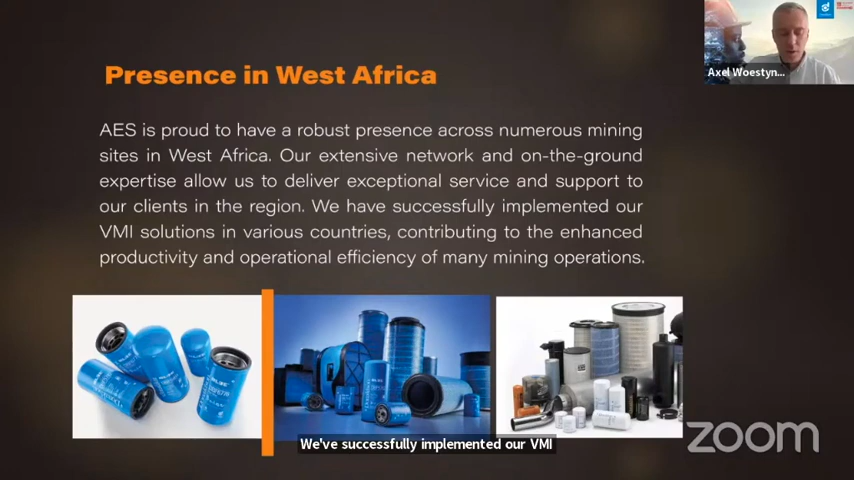 Presence in West Africa
Axel Woestyn...
AES is proud to have a robust presence across numerous mining
sites in West Africa. Our extensive network and on-the-ground
expertise allow us to deliver exceptional service and support to
our clients in the region. We have successfully implemented our
VMI solutions in various countries, contributing to the enhanced
productivity and operational efficiency of many mining operations.
We've successfully implemented our VMI
zoom